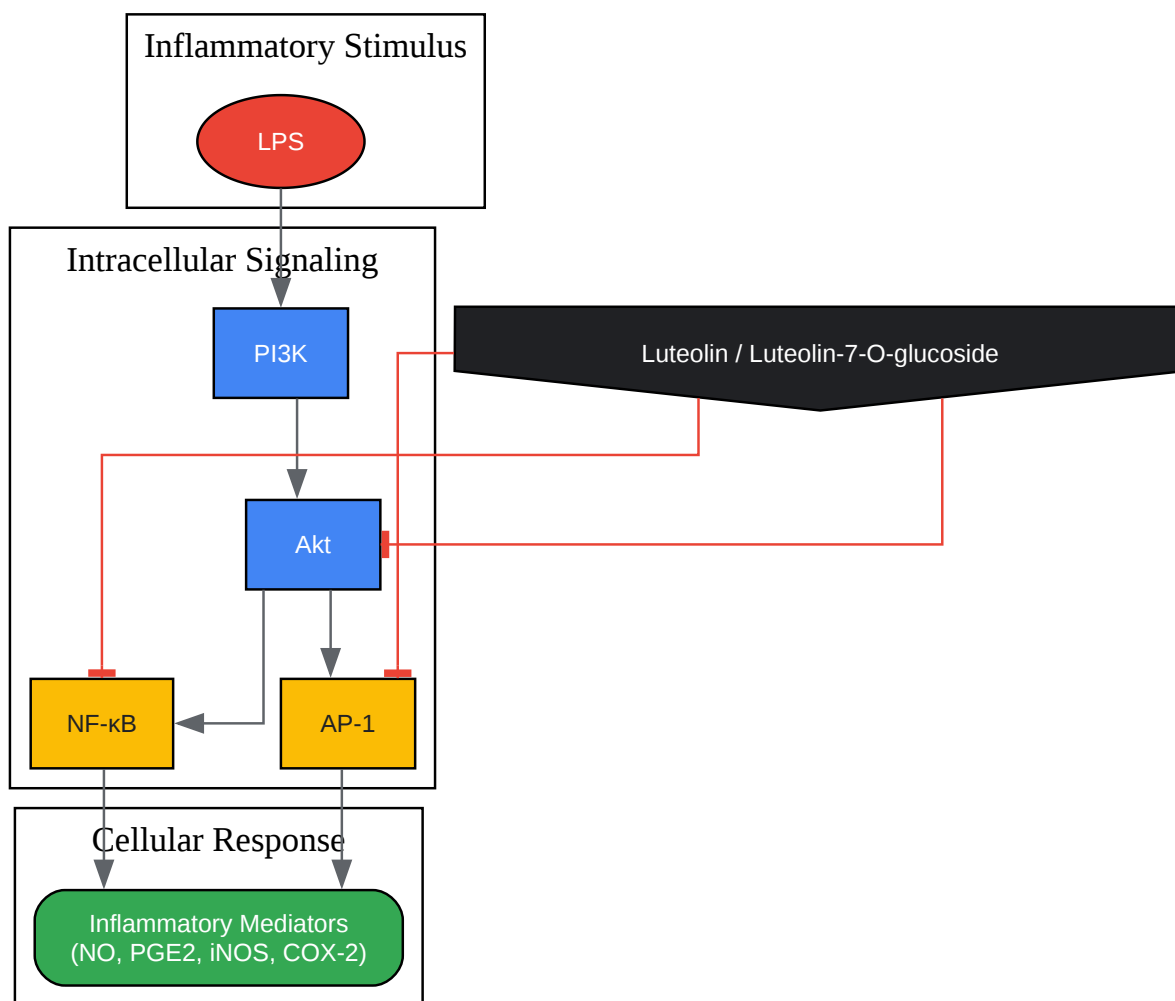 Inflammatory Stimulus
LPS
Intracellular Signaling
PI3K
Luteolin / Luteolin-7-O-glucoside
Akt
NF-κB
AP-1
Cellular Response
Inflammatory Mediators
(NO, PGE2, iNOS, COX-2)